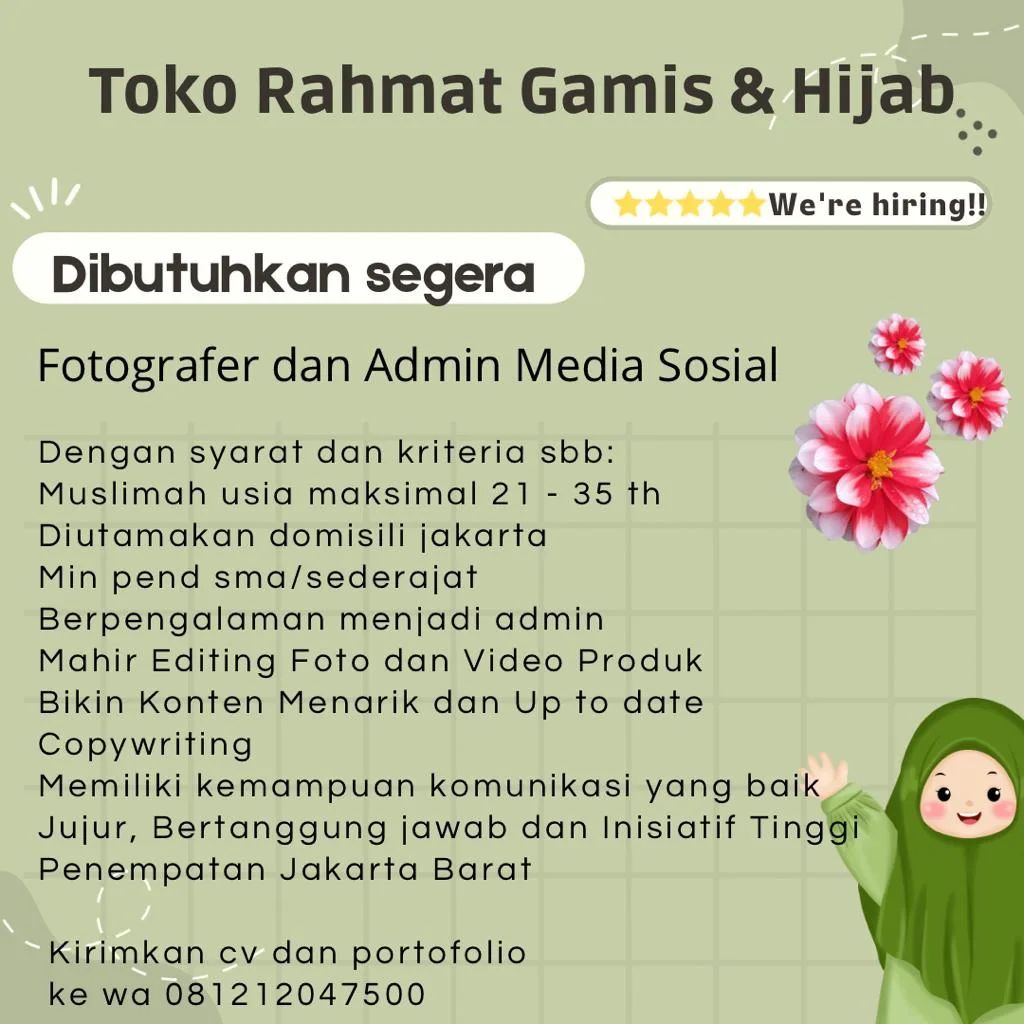 Toko Rahmat Gamis & Hijab
We're hiring!!
Dibutuhkan segera
Fotografer dan Admin Media Sosial
Dengan syarat dan kriteria sbb:
Muslimah usia maksimal 21 - 35 th
Diutamakan domisili jakarta
Min pend sma/sederajat
Berpengalaman menjadi admin
Mahir Editing Foto dan Video Produk
Bikin Konten Menarik dan Up to date
Copywriting
Memiliki kemampuan komunikasi yang baik
Jujur, Bertanggung jawab dan Inisiatif Tinggi
Penempatan Jakarta Barat
Kirimkan cv dan portofolio
ke wa 081212047500